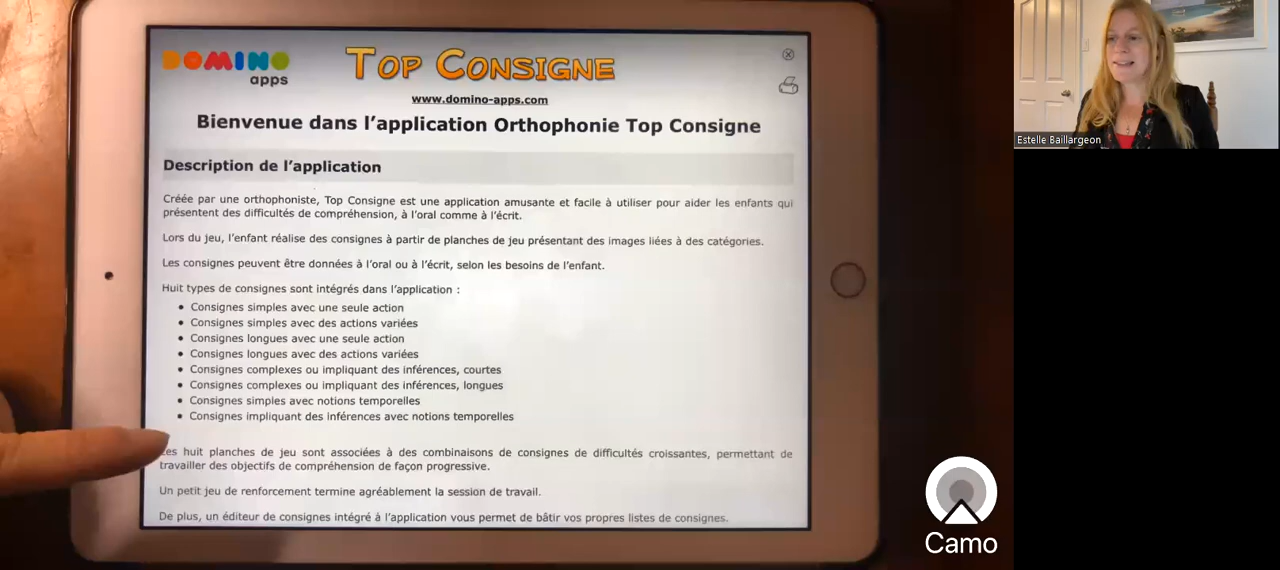 DOMINO
apps
TOP CONSIGNE
www.domino-apps.com
Bienvenue dans l'application Orthophonie Top Consigne
Description de l'application
Créée par une orthophoniste, Top Consigne est une application amusante et facile à utiliser pour aider les enfants qui
présentent des difficultés de compréhension, à l'oral comme à l'écrit.
Lors du jeu, l'enfant réalise des consignes à partir de planches de jeu présentant des images liées à des catégories.
Les consignes peuvent être données à l'oral ou à l'écrit, selon les besoins de l'enfant.
Huit types de consignes sont intégrés dans l'application :
• Consignes simples avec une seule action
• Consignes simples avec des actions variées
• Consignes longues avec une seule action
• Consignes longues avec des actions variées
• Consignes complexes ou impliquant des inférences, courtes
• Consignes complexes ou impliquant des inférences, longues
• Consignes simples avec notions temporelles
• Consignes impliquant des inférences avec notions temporelles
Les huit planches de jeu sont associées à des combinaisons de consignes de difficultés croissantes, permettant de
travailler des objectifs de compréhension de façon progressive.
Un petit jeu de renforcement termine agréablement la session de travail.
De plus, un éditeur de consignes intégré à l'application vous permet de bâtir vos propres listes de consignes.
Estelle Baillargeon
Camo